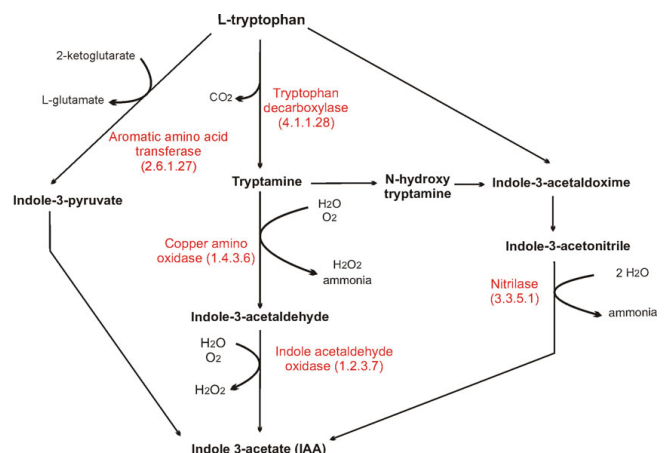 L-tryptophan
2-ketoglutarate
L-glutamate
CO2
Tryptophan
decarboxylase
(4.1.1.28)
Aromatic amino acid
transferase
(2.6.1.27)
Indole-3-pyruvate
Tryptamine
N-hydroxy
tryptamine
Indole-3-acetaldoxime
H2O
O2
Copper amino
oxidase (1.4.3.6)
H2O2
ammonia
Indole-3-acetonitrile
Nitrilase
(3.3.5.1)
2 H2O
ammonia
Indole-3-acetaldehyde
H2O
O2
H2O2
Indole acetaldehyde
oxidase (1.2.3.7)
Indole 3-acetate (IAA)